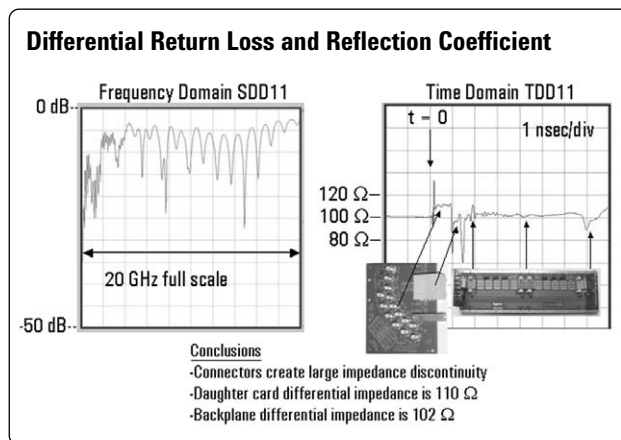 Differential Return Loss and Reflection Coefficient
Frequency Domain SDD11
0 dB
20 GHz full scale
-50 dB
Time Domain TDD11
t = 0
1 nsec/div
120 Ω
100 Ω
80 Ω
Conclusions
·Connectors create large impedance discontinuity
·Daughter card differential impedance is 110 Ω
·Backplane differential impedance is 102 Ω